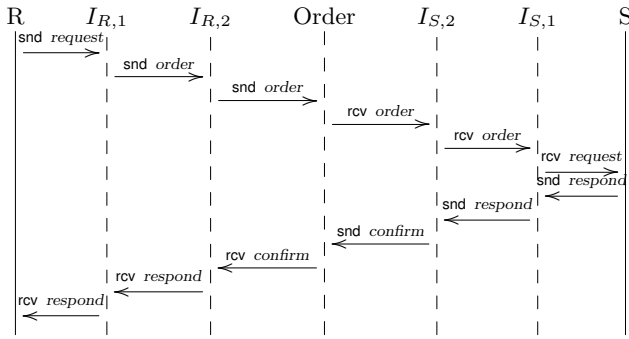 R I_{R,1} I_{R,2} Order I_{S,2} I_{S,1} S
snd request
snd order
snd order
rcv order
rcv order
rcv request
snd respond
snd respond
snd confirm
rcv confirm
rcv respond
rcv respond